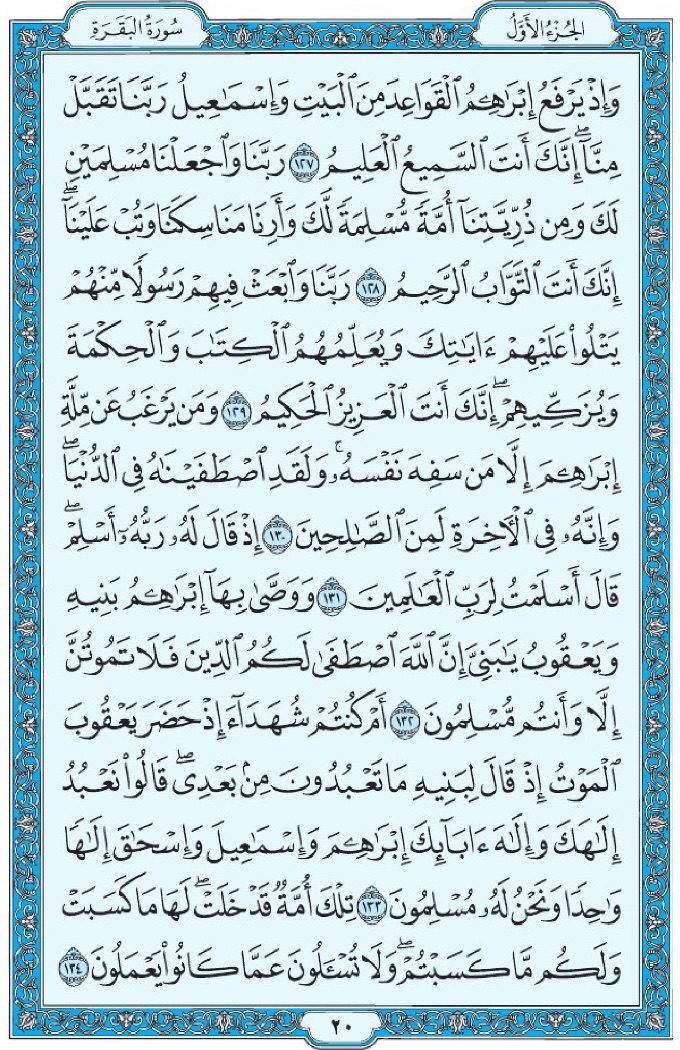 الجُزْءُ الأَوَّلُ
سُورَةُ البَقَرَةِ
وَإِذْ يَرْفَعُ إِبْرَٰهِـۧمُ ٱلْقَوَاعِدَ مِنَ ٱلْبَيْتِ وَإِسْمَـٰعِيلُ رَبَّنَا تَقَبَّلْ
مِنَّآۖ إِنَّكَ أَنتَ ٱلسَّمِيعُ ٱلْعَلِيمُ ١٢٧ رَبَّنَا وَٱجْعَلْنَا مُسْلِمَيْنِ
لَكَ وَمِن ذُرِّيَّتِنَآ أُمَّةً مُّسْلِمَةً لَّكَ وَأَرِنَا مَنَاسِكَنَا وَتُبْ عَلَيْنَآۖ
إِنَّكَ أَنتَ ٱلتَّوَّابُ ٱلرَّحِيمُ ١٢٨ رَبَّنَا وَٱبْعَثْ فِيهِمْ رَسُولًا مِّنْهُمْ
يَتْلُوا۟ عَلَيْهِمْ ءَايَـٰتِكَ وَيُعَلِّمُهُمُ ٱلْكِتَـٰبَ وَٱلْحِكْمَةَ
وَيُزَكِّيهِمْۖ إِنَّكَ أَنتَ ٱلْعَزِيزُ ٱلْحَكِيمُ ١٢٩ وَمَن يَرْغَبُ عَن مِّلَّةِ
إِبْرَٰهِـۧمَ إِلَّا مَن سَفِهَ نَفْسَهُۥۚ وَلَقَدِ ٱصْطَفَيْنَـٰهُ فِى ٱلدُّنْيَاۖ
وَإِنَّهُۥ فِى ٱلْـَٔاخِرَةِ لَمِنَ ٱلصَّـٰلِحِينَ ١٣٠ إِذْ قَالَ لَهُۥ رَبُّهُۥٓ أَسْلِمْۖ
قَالَ أَسْلَمْتُ لِرَبِّ ٱلْعَـٰلَمِينَ ١٣١ وَوَصَّىٰ بِهَآ إِبْرَٰهِـۧمُ بَنِيهِ
وَيَعْقُوبُ يَـٰبَنِىَّ إِنَّ ٱللَّهَ ٱصْطَفَىٰ لَكُمُ ٱلدِّينَ فَلَا تَمُوتُنَّ
إِلَّا وَأَنتُم مُّسْلِمُونَ ١٣٢ أَمْ كُنتُمْ شُهَدَآءَ إِذْ حَضَرَ يَعْقُوبَ
ٱلْمَوْتُ إِذْ قَالَ لِبَنِيهِ مَا تَعْبُدُونَ مِنۢ بَعْدِىۖ قَالُوا۟ نَعْبُدُ
إِلَـٰهَكَ وَإِلَـٰهَ ءَابَآئِكَ إِبْرَٰهِـۧمَ وَإِسْمَـٰعِيلَ وَإِسْحَـٰقَ إِلَـٰهًا
وَٰحِدًا وَنَحْنُ لَهُۥ مُسْلِمُونَ ١٣٣ تِلْكَ أُمَّةٌ قَدْ خَلَتْۖ لَهَا مَا كَسَبَتْ
وَلَكُم مَّا كَسَبْتُمْۖ وَلَا تُسْـَٔلُونَ عَمَّا كَانُوا۟ يَعْمَلُونَ ١٣٤
٢٠